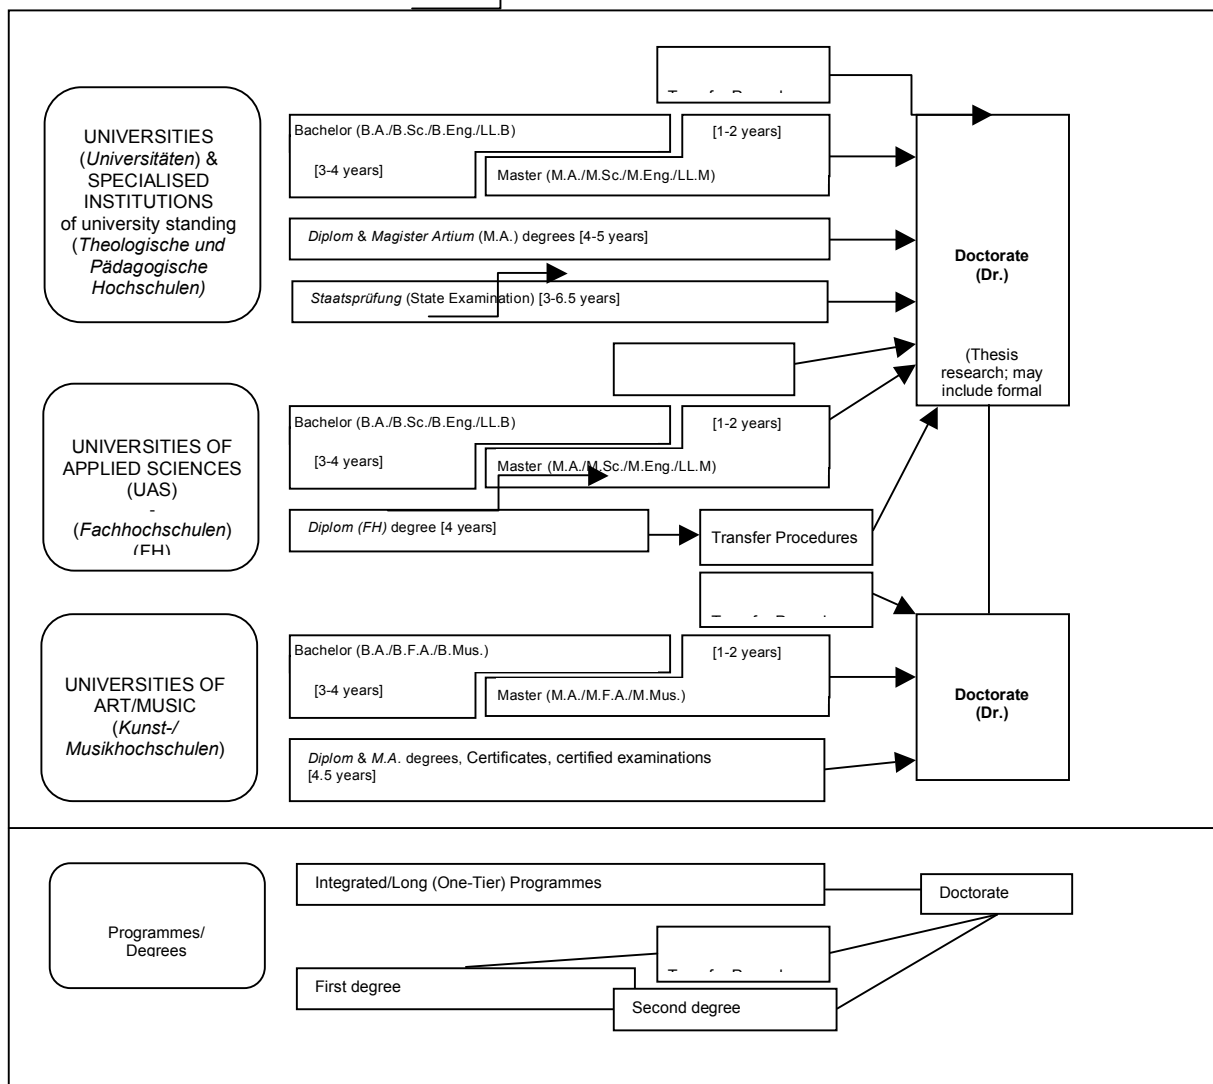 UNIVERSITIES
(Universitäten) &
SPECIALISED
INSTITUTIONS
of university standing
(Theologische und
Pädagogische
Hochschulen)
Bachelor (B.A./B.Sc./B.Eng./LL.B)
[3-4 years]
[1-2 years]
Master (M.A./M.Sc./M.Eng./LL.M)
Diplom & Magister Artium (M.A.) degrees [4-5 years]
Staatsprüfung (State Examination) [3-6.5 years]
Doctorate
(Dr.)
(Thesis
research; may
include formal
UNIVERSITIES OF
APPLIED SCIENCES
(UAS)
-
(Fachhochschulen)
(FH)
Bachelor (B.A./B.Sc./B.Eng./LL.B)
[3-4 years]
[1-2 years]
Master (M.A./M.Sc./M.Eng./LL.M)
Diplom (FH) degree [4 years]
Transfer Procedures
UNIVERSITIES OF
ART/MUSIC
(Kunst-/
Musikhochschulen)
Bachelor (B.A./B.F.A./B.Mus.)
[3-4 years]
[1-2 years]
Master (M.A./M.F.A./M.Mus.)
Diplom & M.A. degrees, Certificates, certified examinations
[4.5 years]
Doctorate
(Dr.)
Programmes/
Degrees
Integrated/Long (One-Tier) Programmes
Doctorate
First degree
Second degree